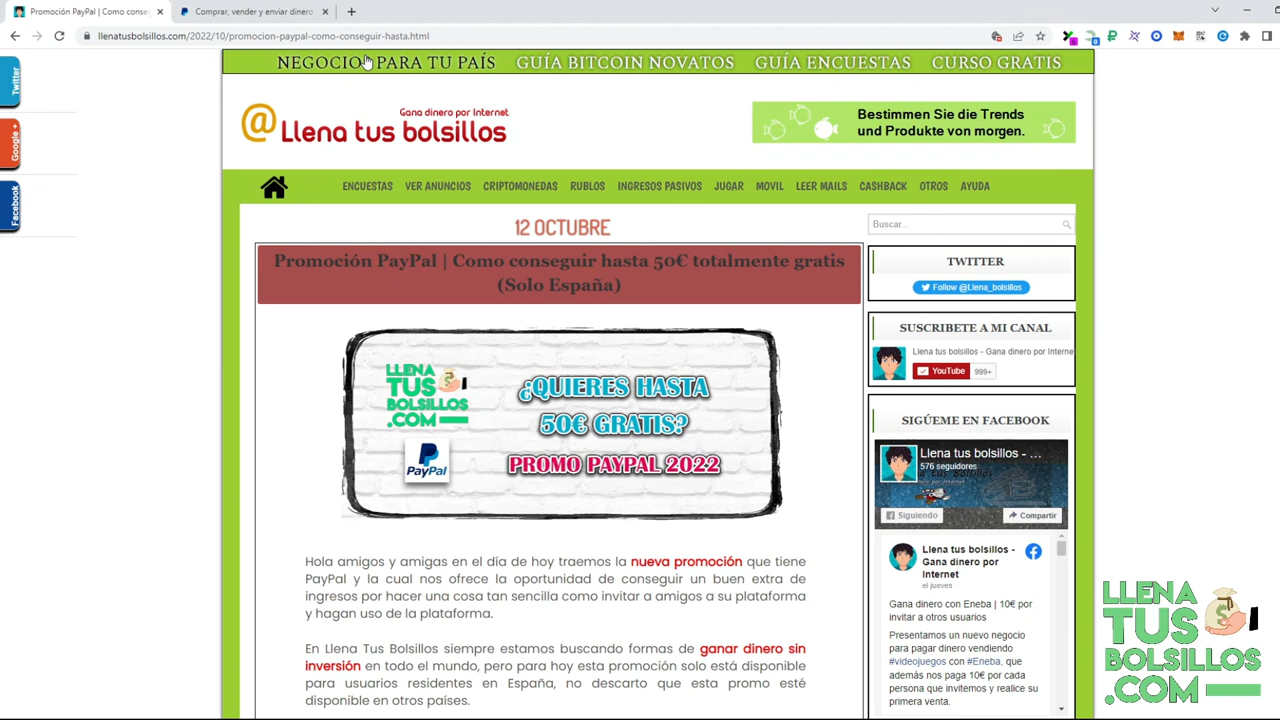 Promoción PayPal | Como conseg
Comprar, vender y enviar dinero
llenatusbolsillos.com/2022/10/promocion-paypal-como-conseguir-hasta.html
Twitter
Google +
Facebook
NEGOCIO PARA TU PAÍS GUÍA BITCOIN NOVATOS GUÍA ENCUESTAS CURSO GRATIS
@ Gana dinero por Internet
Llena tus bolsillos
Bestimmen Sie die Trends
und Produkte von morgen.
ENCUESTAS VER ANUNCIOS CRIPTOMONEDAS RUBLOS INGRESOS PASIVOS JUGAR MOVIL LEER MAILS CASHBACK OTROS AYUDA
12 OCTUBRE
Promoción PayPal | Como conseguir hasta 50€ totalmente gratis
(Solo España)
LLENA
TUS
BOLSILLOS
.COM
PayPal
¿QUIERES HASTA
50€ GRATIS?
PROMO PAYPAL 2022
Hola amigos y amigas en el día de hoy traemos la nueva promoción que tiene
PayPal y la cual nos ofrece la oportunidad de conseguir un buen extra de
ingresos por hacer una cosa tan sencilla como invitar a amigos a su plataforma
y hagan uso de la plataforma.
En Llena Tus Bolsillos siempre estamos buscando formas de ganar dinero sin
inversión en todo el mundo, pero para hoy esta promoción solo está disponible
para usuarios residentes en España, no descarto que esta promo esté
disponible en otros países.
Buscar...
TWITTER
Follow @Llena_bolsillos
SUSCRIBETE A MI CANAL
Llena tus bolsillos - Gana dinero por Interne
YouTube 999+
SIGÚEME EN FACEBOOK
Llena tus bolsillos - ...
576 seguidores
Siguiendo
Compartir
Llena tus bolsillos -
Gana dinero por
Internet
el jueves
Gana dinero con Eneba | 10€ por
invitar a otros usuarios
Presentamos un nuevo negocio
para pagar dinero vendiendo
#videojuegos con #Eneba, que
además nos paga 10€ por cada
persona que invitemos y realice su
primera venta.
LLENA
TUS
BOLSILLOS
.COM